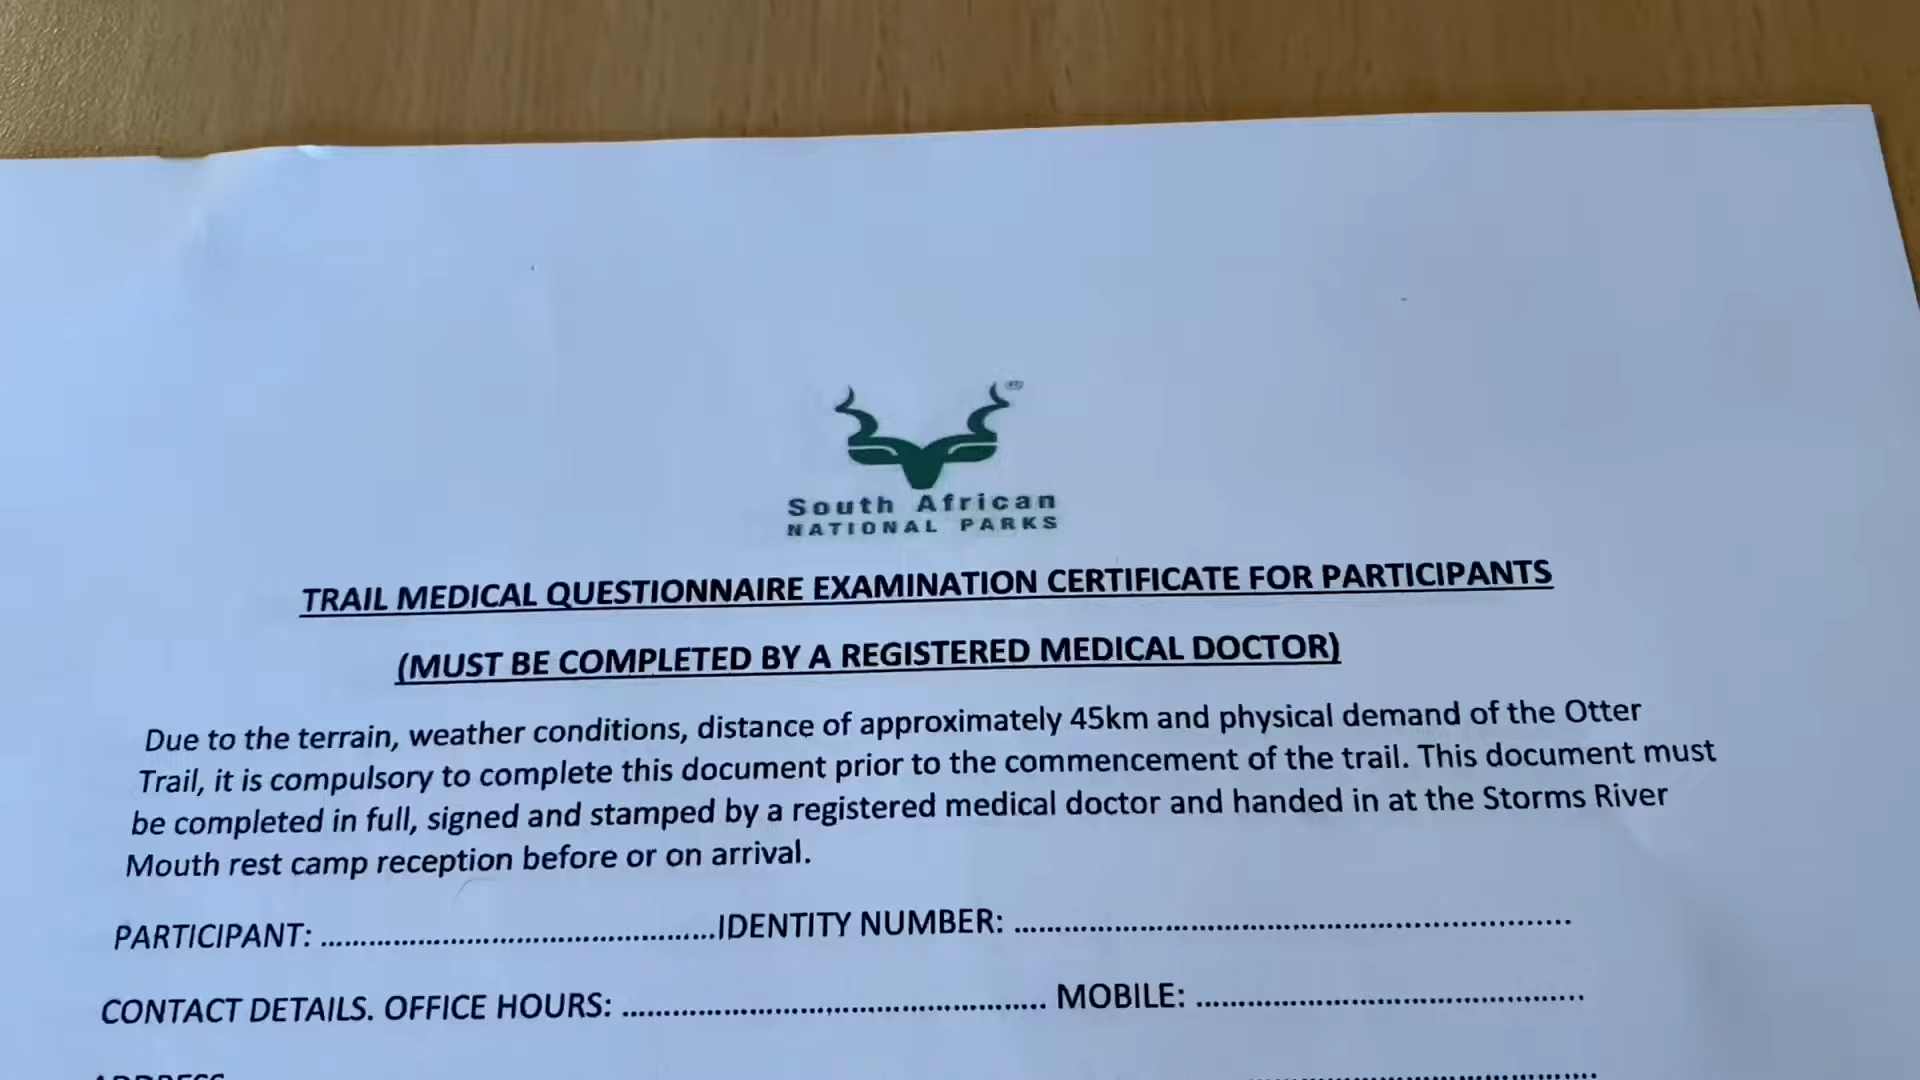 South African
NATIONAL PARKS
TRAIL MEDICAL QUESTIONNAIRE EXAMINATION CERTIFICATE FOR PARTICIPANTS
(MUST BE COMPLETED BY A REGISTERED MEDICAL DOCTOR)
Due to the terrain, weather conditions, distance of approximately 45km and physical demand of the Otter
Trail, it is compulsory to complete this document prior to the commencement of the trail. This document must
be completed in full, signed and stamped by a registered medical doctor and handed in at the Storms River
Mouth rest camp reception before or on arrival.
PARTICIPANT: ................................................IDENTITY NUMBER: ....................................................................
CONTACT DETAILS. OFFICE HOURS: .................................................... MOBILE: ...............................................